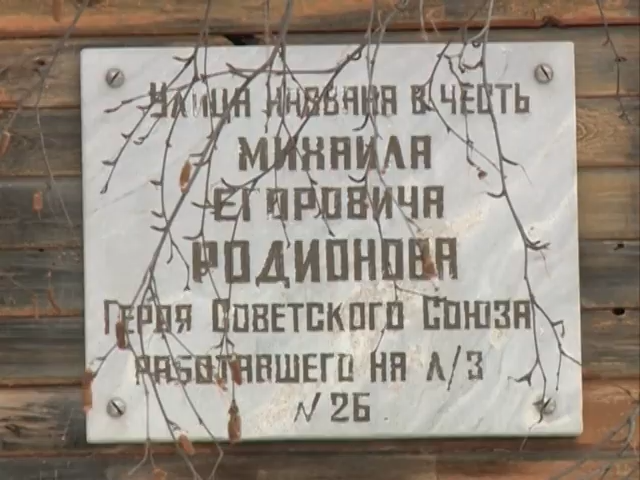 Улица названа в честь
Михаила
Егоровича
Родионова
Героя Советского Союза
работавшего на л/з
№ 26